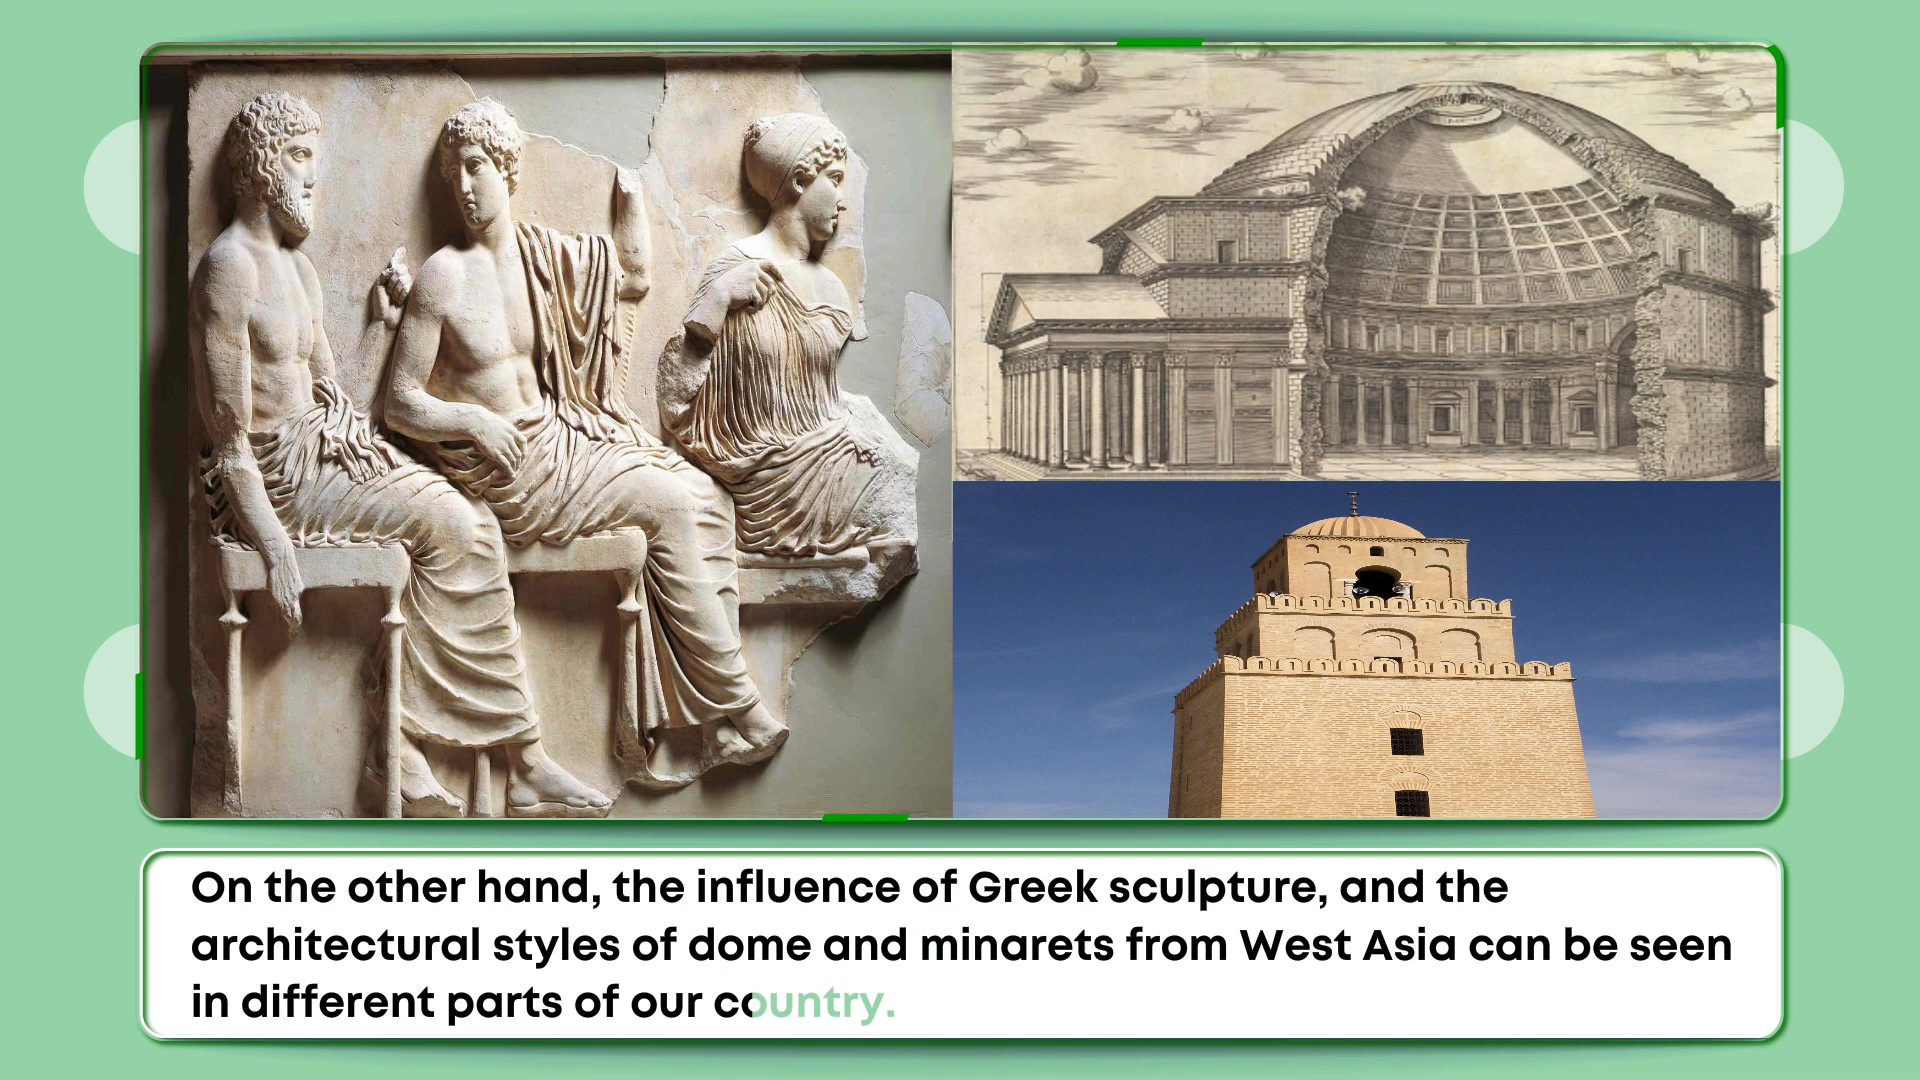 On the other hand, the influence of Greek sculpture, and the
architectural styles of dome and minarets from West Asia can be seen
in different parts of our country.